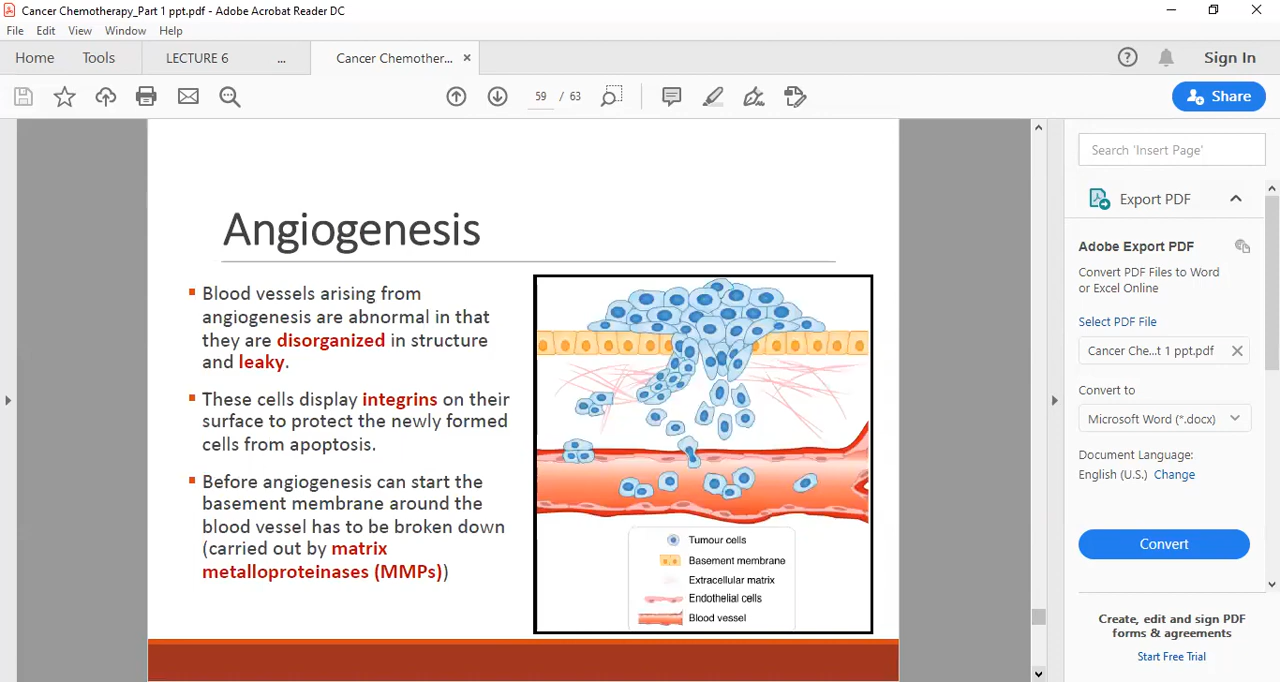 Cancer Chemotherapy_Part 1 ppt.pdf - Adobe Acrobat Reader DC
File Edit View Window Help
Home Tools LECTURE 6 ... Cancer Chemother... ×
? Sign In
59 / 63
Share
Search 'Insert Page'
Export PDF
Adobe Export PDF
Convert PDF Files to Word
or Excel Online
Select PDF File
Cancer Che...t 1 ppt.pdf
Convert to
Microsoft Word (*.docx)
Document Language:
English (U.S.) Change
Convert
Create, edit and sign PDF
forms & agreements
Start Free Trial
Angiogenesis
Blood vessels arising from
angiogenesis are abnormal in that
they are disorganized in structure
and leaky.
These cells display integrins on their
surface to protect the newly formed
cells from apoptosis.
Before angiogenesis can start the
basement membrane around the
blood vessel has to be broken down
(carried out by matrix
metalloproteinases (MMPs))
Tumour cells
Basement membrane
Extracellular matrix
Endothelial cells
Blood vessel